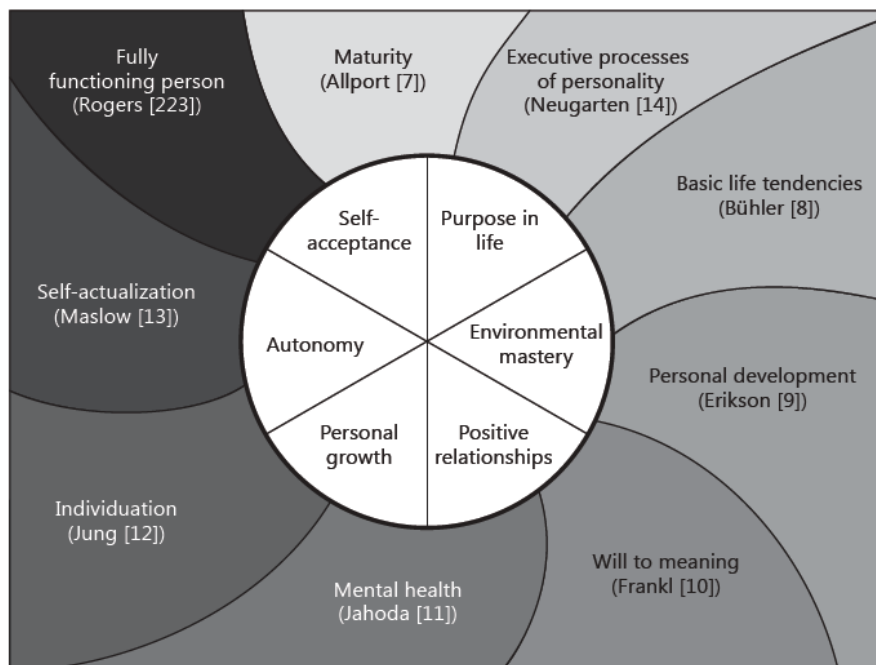 Fully
functioning person
(Rogers [223])
Maturity
(Allport [7])
Executive processes
of personality
(Neugarten [14])
Basic life tendencies
(Bühler [8])
Self-actualization
(Maslow [13])
Self-
acceptance
Purpose in
life
Autonomy
Environmental
mastery
Personal
growth
Positive
relationships
Personal development
(Erikson [9])
Individuation
(Jung [12])
Mental health
(Jahoda [11])
Will to meaning
(Frankl [10])